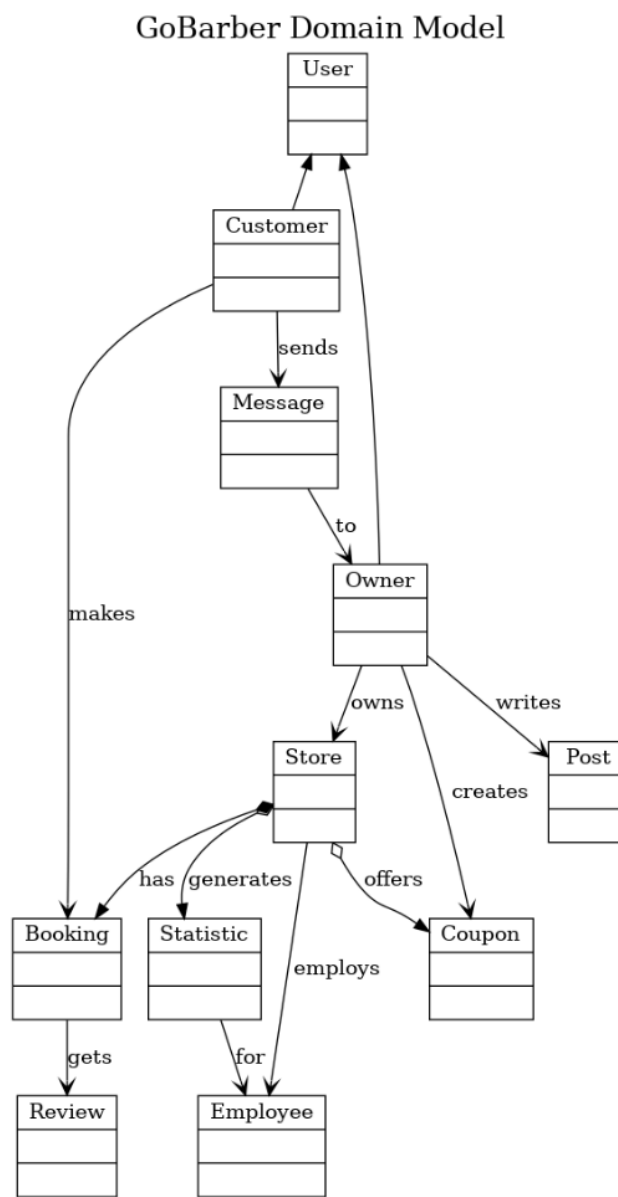 GoBarber Domain Model
User
Customer
sends
Message
to
Owner
makes
owns
writes
Store
Post
creates
has
generates
offers
Booking
Statistic
Coupon
employs
gets
for
Review
Employee